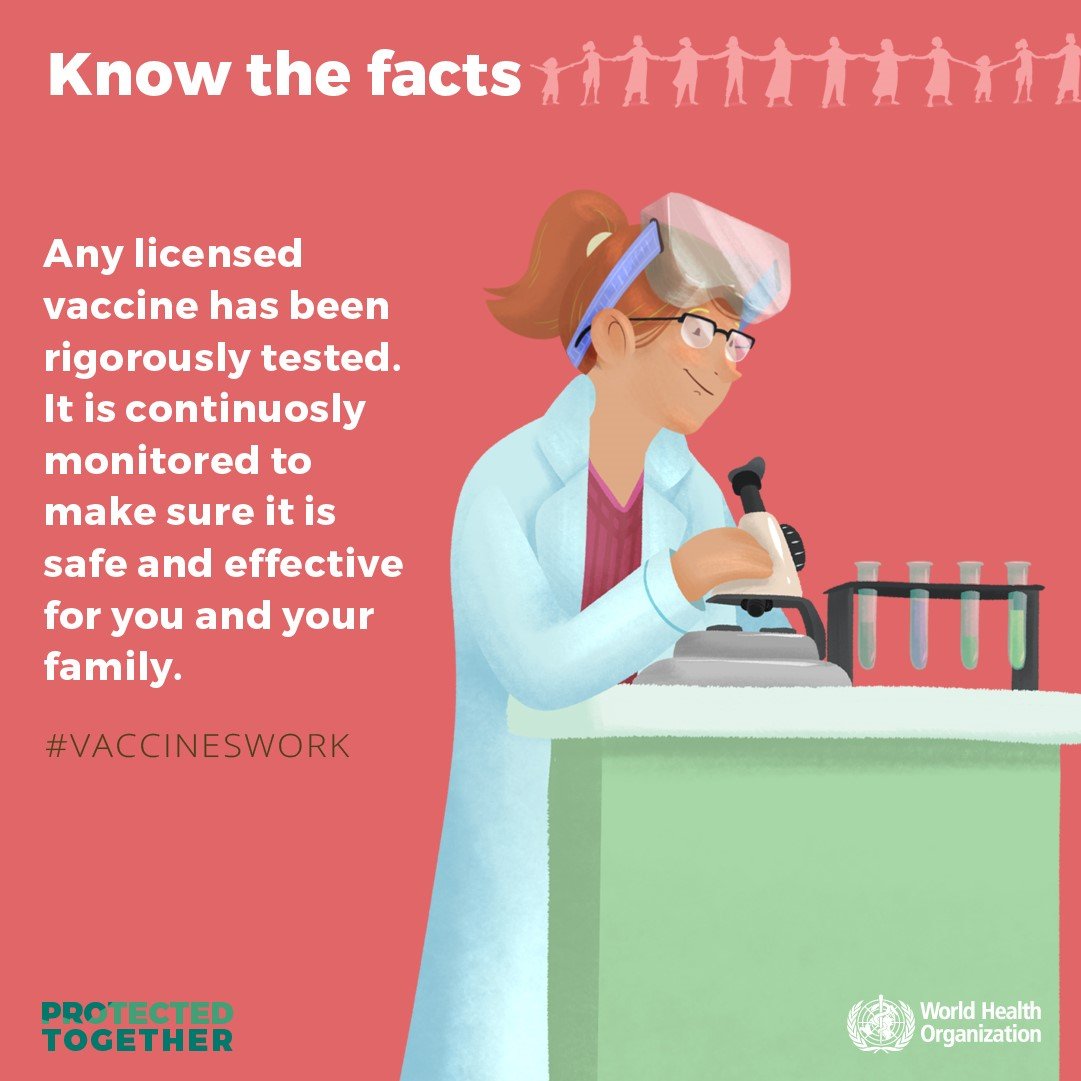 Know the facts
Any licensed
vaccine has been
rigorously tested.
It is continuosly
monitored to
make sure it is
safe and effective
for you and your
family.
#VACCINESWORK
PROTECTED
TOGETHER
World Health
Organization